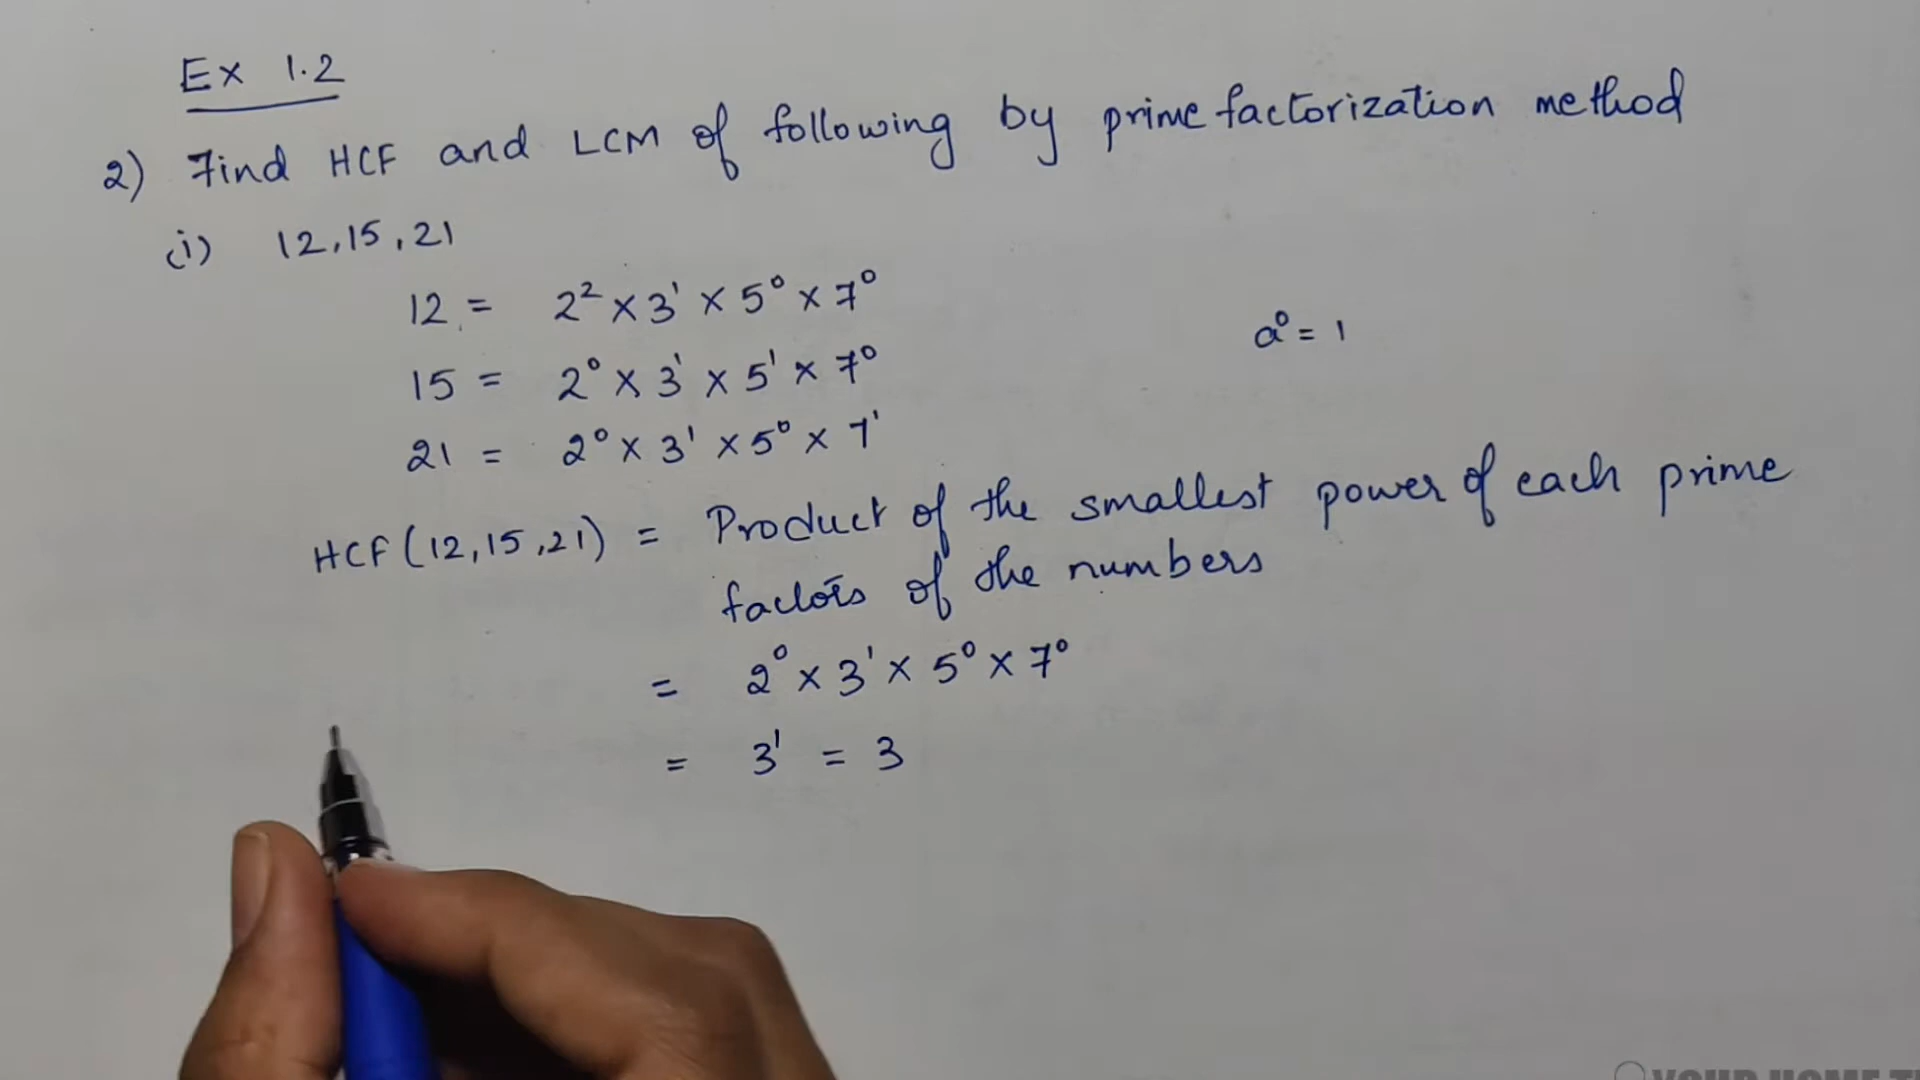 Ex 1.2
2) Find HCF and LCM of following by prime factorization method
(i) 12, 15, 21
12 = 2² × 3¹ × 5⁰ × 7⁰
a⁰ = 1
15 = 2⁰ × 3¹ × 5¹ × 7⁰
21 = 2⁰ × 3¹ × 5⁰ × 7¹
HCF (12, 15, 21) = Product of the smallest power of each prime
factors of the numbers
= 2⁰ × 3¹ × 5⁰ × 7⁰
= 3¹ = 3
YOUR HOME